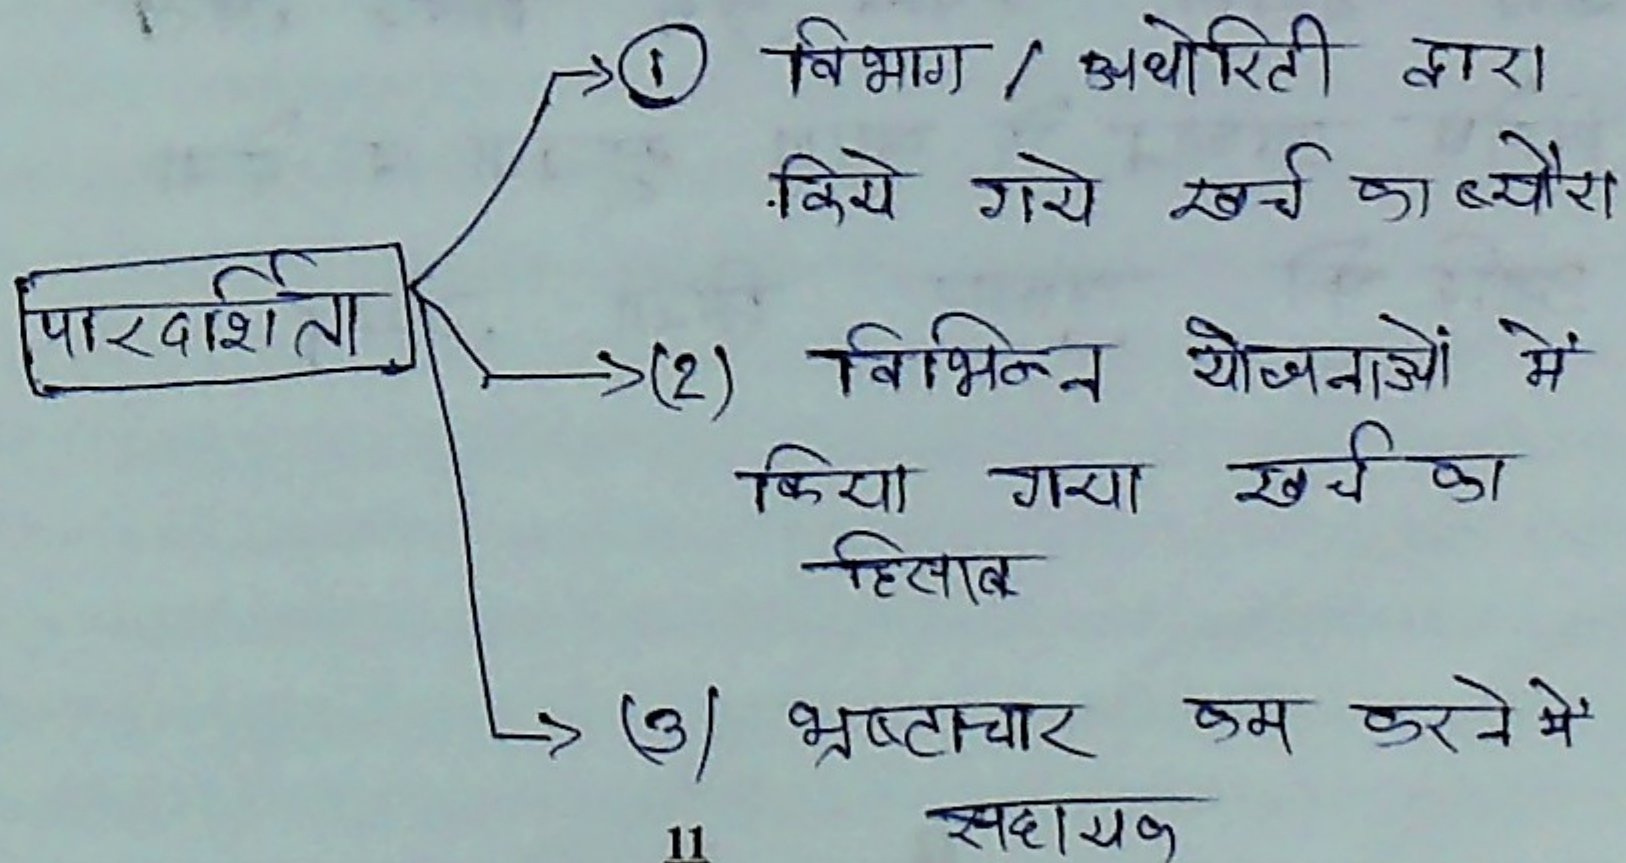 ① विभाग / अथोरिटी द्वारा
किये गये खर्च का ब्यौरा
पारदर्शिता
(2) विभिन्न योजनाओं में
किया गया खर्च का
हिसाब
(3) भ्रष्टाचार कम करने में
सहायक
11